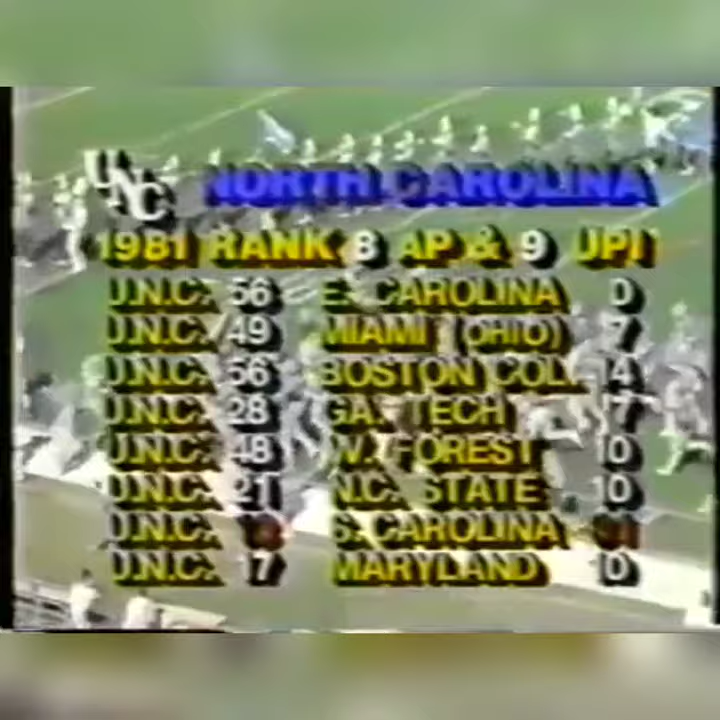 UNC NORTH CAROLINA
1981 RANK 8 AP & 9 UPI
U.N.C. 56 E. CAROLINA 0
U.N.C. 49 MIAMI (OHIO) 7
U.N.C. 56 BOSTON COL. 14
U.N.C. 28 GA. TECH
U.N.C. 48 W. FOREST 10
U.N.C. 21 N.C. STATE 10
U.N.C. S. CAROLINA
U.N.C. 17 MARYLAND 10